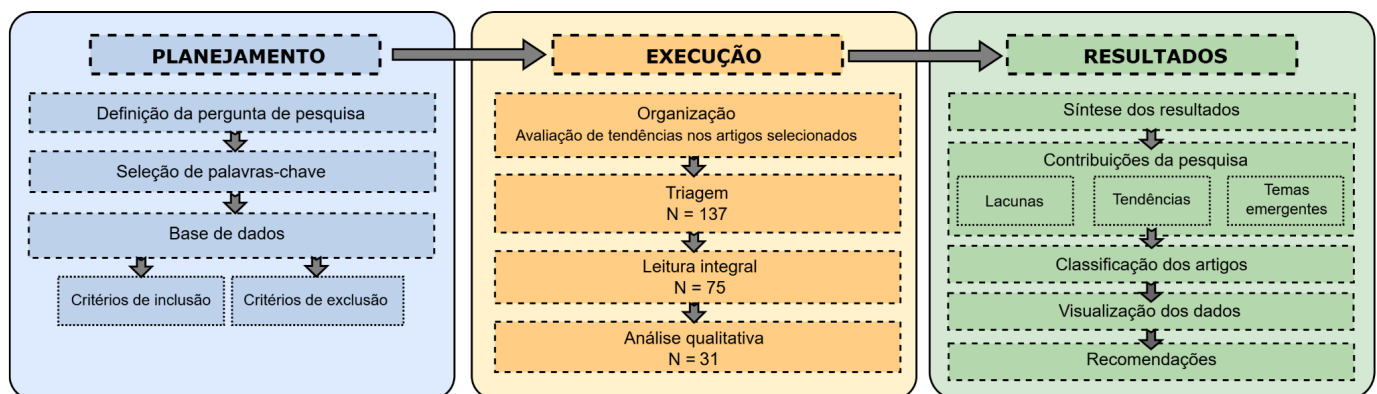 PLANEJAMENTO
Definição da pergunta de pesquisa
Seleção de palavras-chave
Base de dados
Critérios de inclusão
Critérios de exclusão
EXECUÇÃO
Organização
Avaliação de tendências nos artigos selecionados
Triagem
N = 137
Leitura integral
N = 75
Análise qualitativa
N = 31
RESULTADOS
Síntese dos resultados
Contribuições da pesquisa
Lacunas
Tendências
Temas
emergentes
Classificação dos artigos
Visualização dos dados
Recomendações